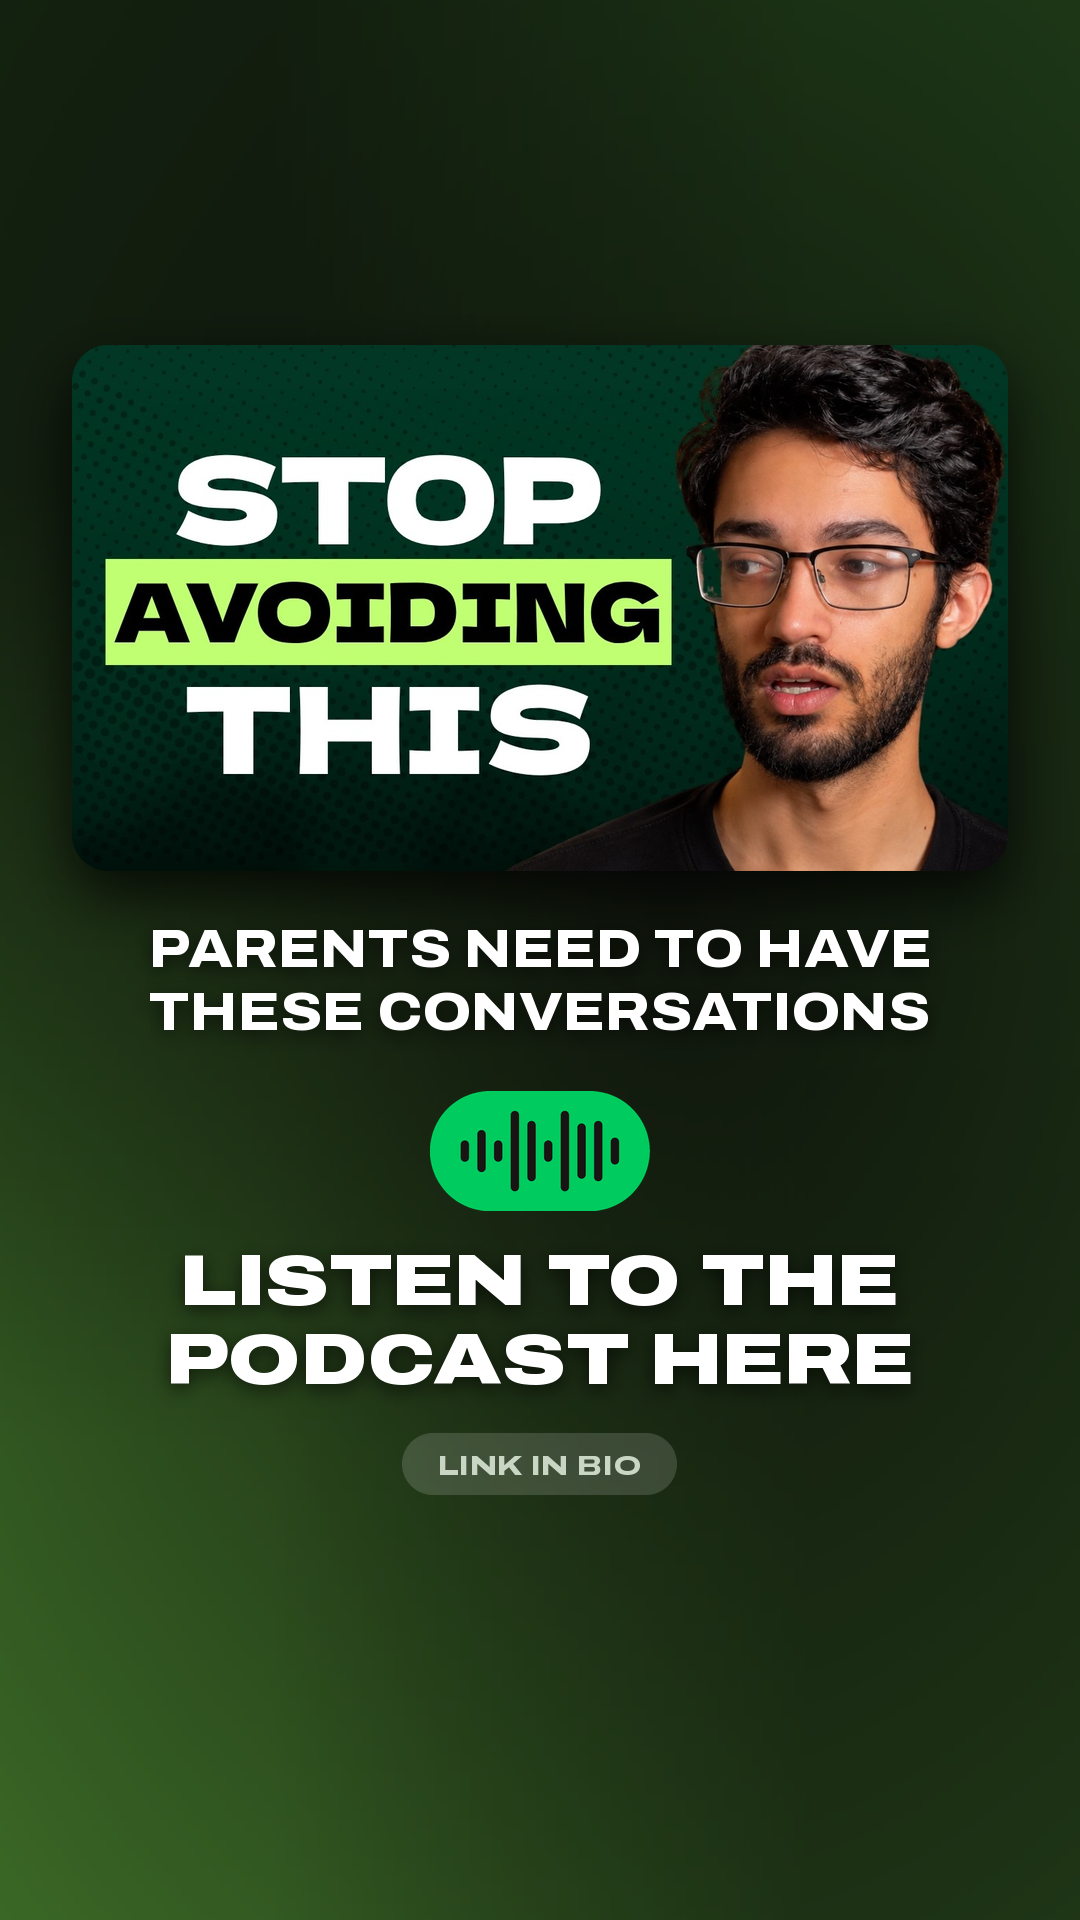 STOP
AVOIDING
THIS
PARENTS NEED TO HAVE
THESE CONVERSATIONS
LISTEN TO THE
PODCAST HERE
LINK IN BIO